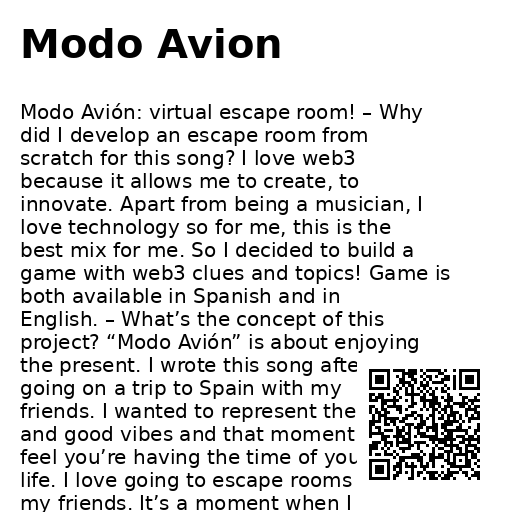 Modo Avion
Modo Avión: virtual escape room! – Why
did I develop an escape room from
scratch for this song? I love web3
because it allows me to create, to
innovate. Apart from being a musician, I
love technology so for me, this is the
best mix for me. So I decided to build a
game with web3 clues and topics! Game is
both available in Spanish and in
English. – What’s the concept of this
project? “Modo Avión” is about enjoying
the present. I wrote this song afte
going on a trip to Spain with my
friends. I wanted to represent the
and good vibes and that moment
feel you’re having the time of you
life. I love going to escape rooms
my friends. It’s a moment when I